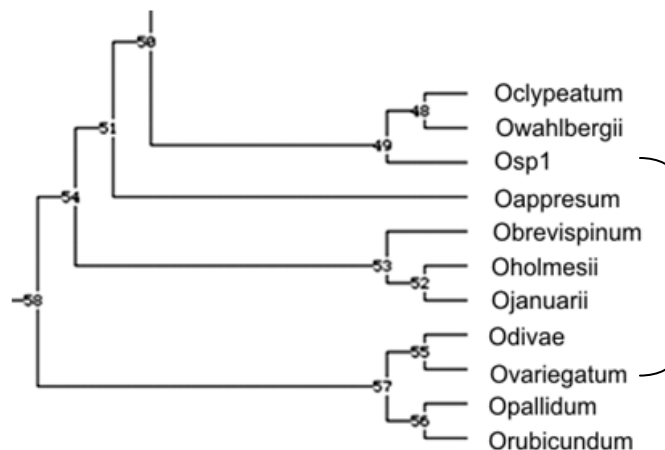 50
Oclypeatum
48
51
Owahlbergii
49
Osp1
54
Oappresum
Obrevispinum
53
Oholmesii
52
58
Ojanuarii
Odivae
55
Ovariegatum
57
Opallidum
56
Orubicundum